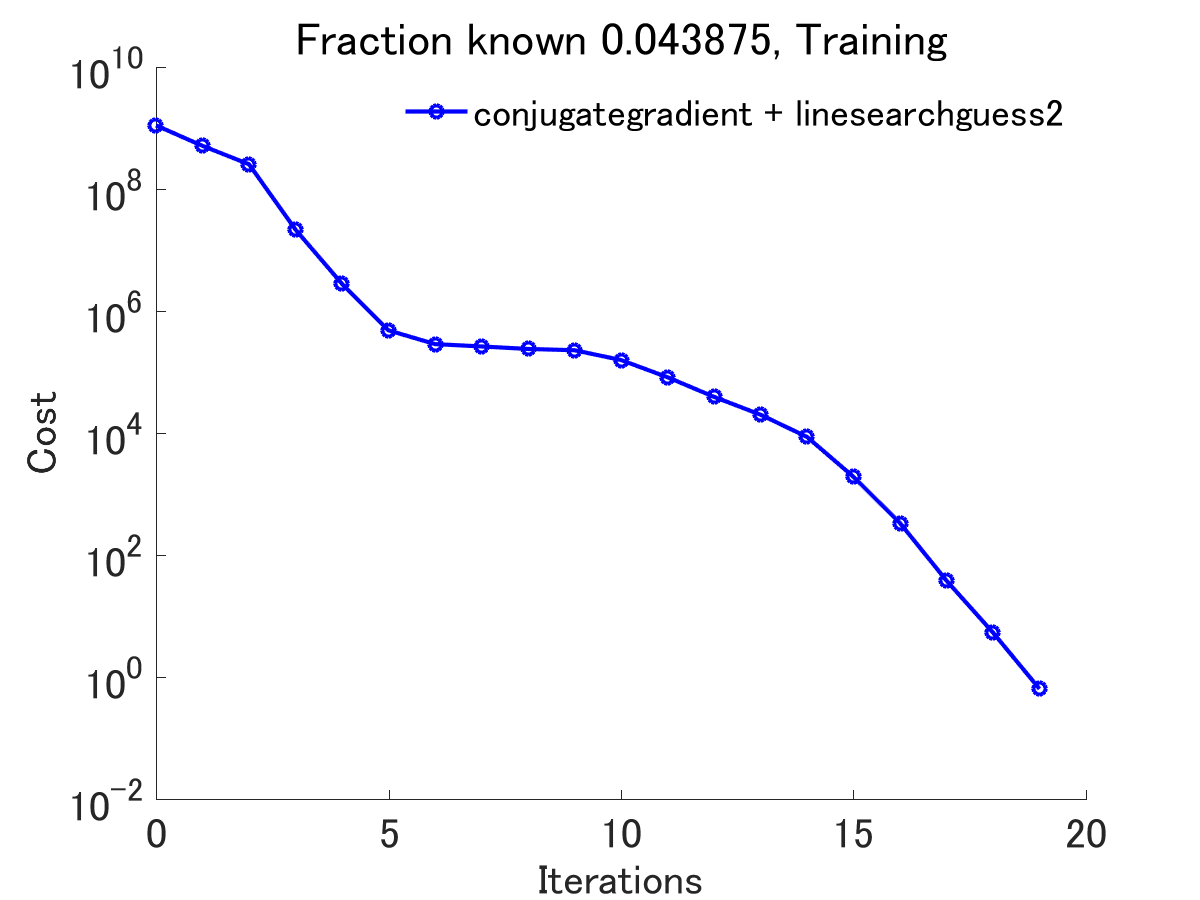 Fraction known 0.043875, Training
conjugategradient + linesearchguess2
10^10
10^8
10^6
10^4
10^2
10^0
10^-2
Cost
0 5 10 15 20
Iterations